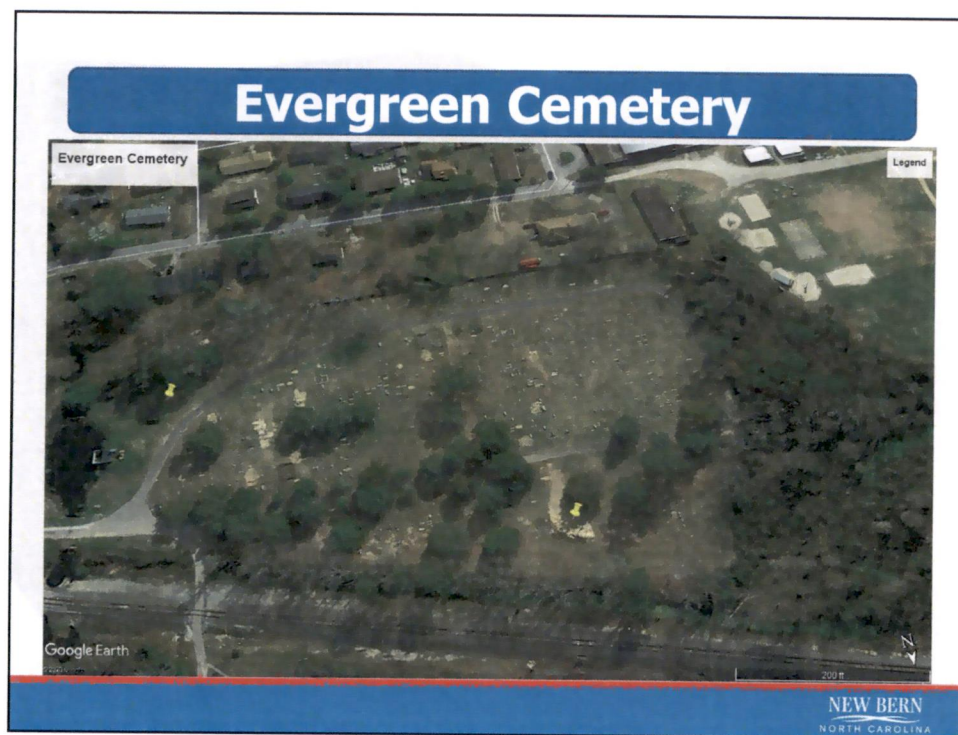 Evergreen Cemetery
Evergreen Cemetery
Legend
Google Earth
N
200 ft
NEW BERN
NORTH CAROLINA